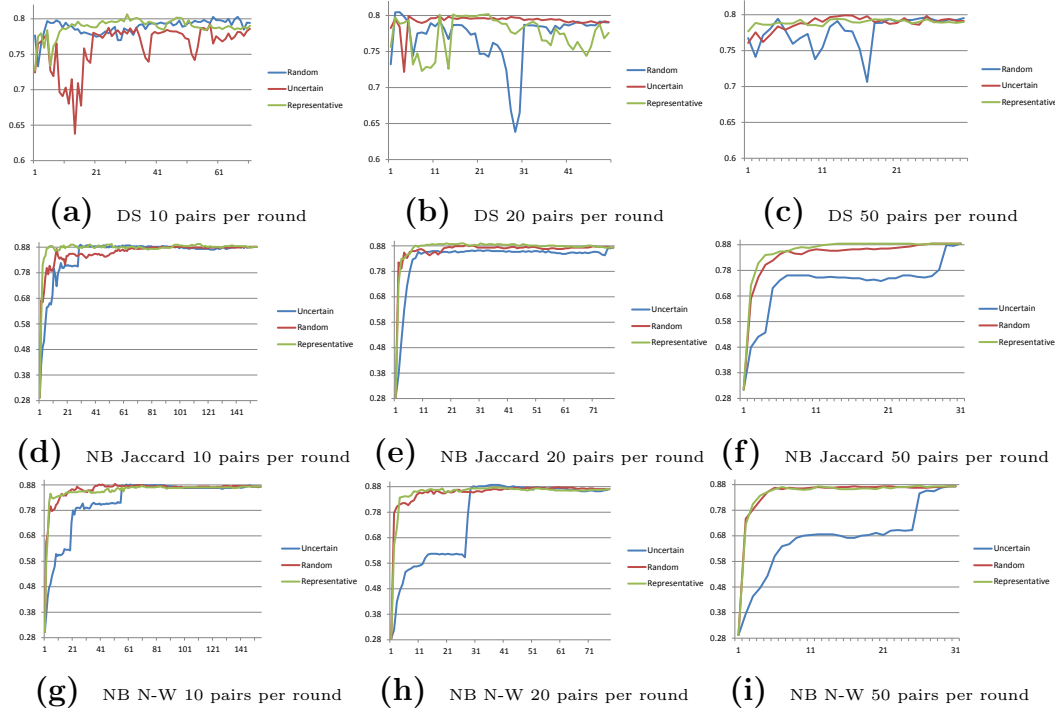 0.8
0.75
0.7
0.65
0.6
1 21 41 61
Random
Uncertain
Representative
(a) DS 10 pairs per round
0.8
0.75
0.7
0.65
0.6
1 11 21 31 41
Random
Uncertain
Representative
(b) DS 20 pairs per round
0.8
0.75
0.7
0.65
0.6
1 11 21
Random
Uncertain
Representative
(c) DS 50 pairs per round
0.88
0.78
0.68
0.58
0.48
0.38
0.28
1 21 41 61 81 101 121 141
Uncertain
Random
Representative
(d) NB Jaccard 10 pairs per round
0.88
0.78
0.68
0.58
0.48
0.38
0.28
1 11 21 31 41 51 61 71
Uncertain
Random
Representative
(e) NB Jaccard 20 pairs per round
0.88
0.78
0.68
0.58
0.48
0.38
0.28
1 11 21 31
Uncertain
Random
Representative
(f) NB Jaccard 50 pairs per round
0.88
0.78
0.68
0.58
0.48
0.38
0.28
1 21 41 61 81 101 121 141
Uncertain
Random
Representative
(g) NB N-W 10 pairs per round
0.88
0.78
0.68
0.58
0.48
0.38
0.28
1 11 21 31 41 51 61 71
Uncertain
Random
Representative
(h) NB N-W 20 pairs per round
0.88
0.78
0.68
0.58
0.48
0.38
0.28
1 11 21 31
Uncertain
Random
Representative
(i) NB N-W 50 pairs per round